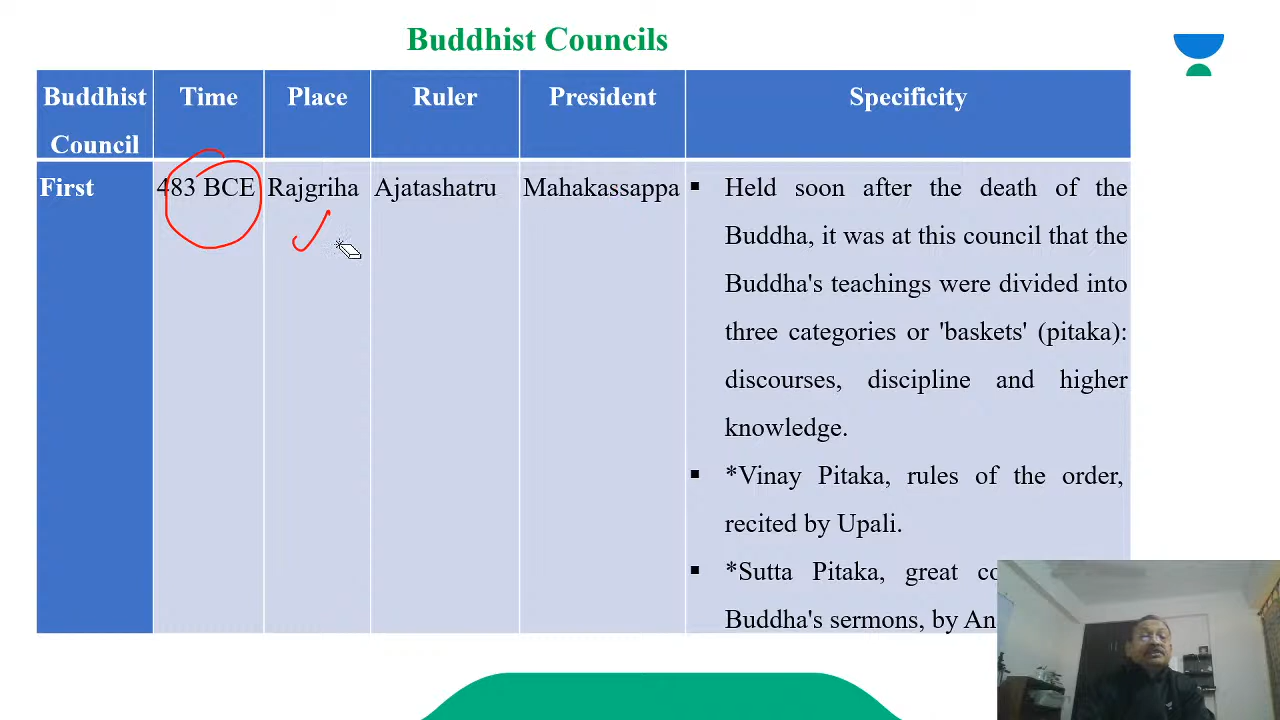 Buddhist Councils
Buddhist Council
Time
Place
Ruler
President
Specificity
First
483 BCE
Rajgriha
Ajatashatru
Mahakassappa
▪ Held soon after the death of the
Buddha, it was at this council that the
Buddha's teachings were divided into
three categories or 'baskets' (pitaka):
discourses, discipline and higher
knowledge.
▪ *Vinay Pitaka, rules of the order,
recited by Upali.
▪ *Sutta Pitaka, great
Buddha's sermons, by